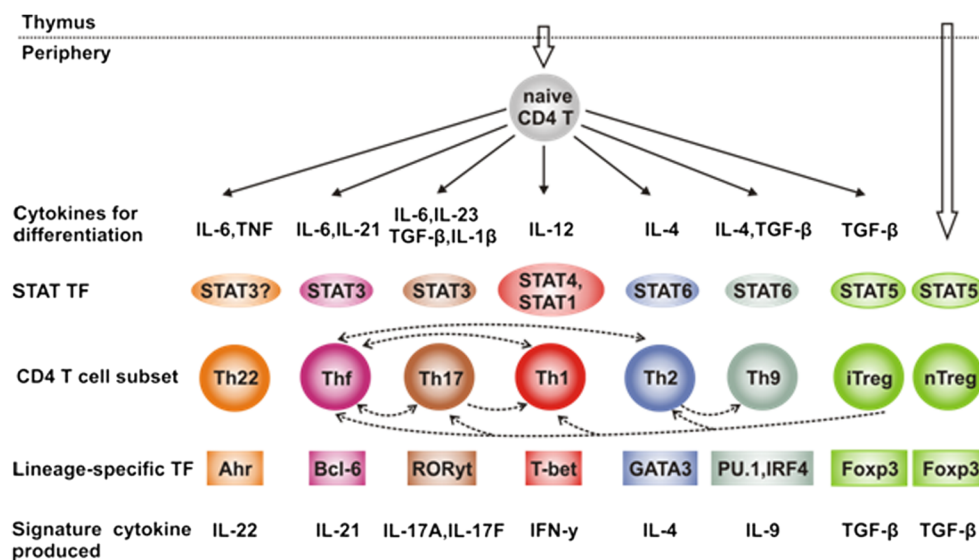 Thymus
Periphery
naive
CD4 T
Cytokines for
differentiation
IL-6,TNF
IL-6,IL-21
IL-6,IL-23
TGF-β,IL-1β
IL-12
IL-4
IL-4,TGF-β
TGF-β
STAT TF
STAT3?
STAT3
STAT3
STAT4,
STAT1
STAT6
STAT6
STAT5
STAT5
CD4 T cell subset
Th22
Thf
Th17
Th1
Th2
Th9
iTreg
nTreg
Lineage-specific TF
Ahr
Bcl-6
RORyt
T-bet
GATA3
PU.1,IRF4
Foxp3
Foxp3
Signature cytokine
produced
IL-22
IL-21
IL-17A,IL-17F
IFN-y
IL-4
IL-9
TGF-β
TGF-β